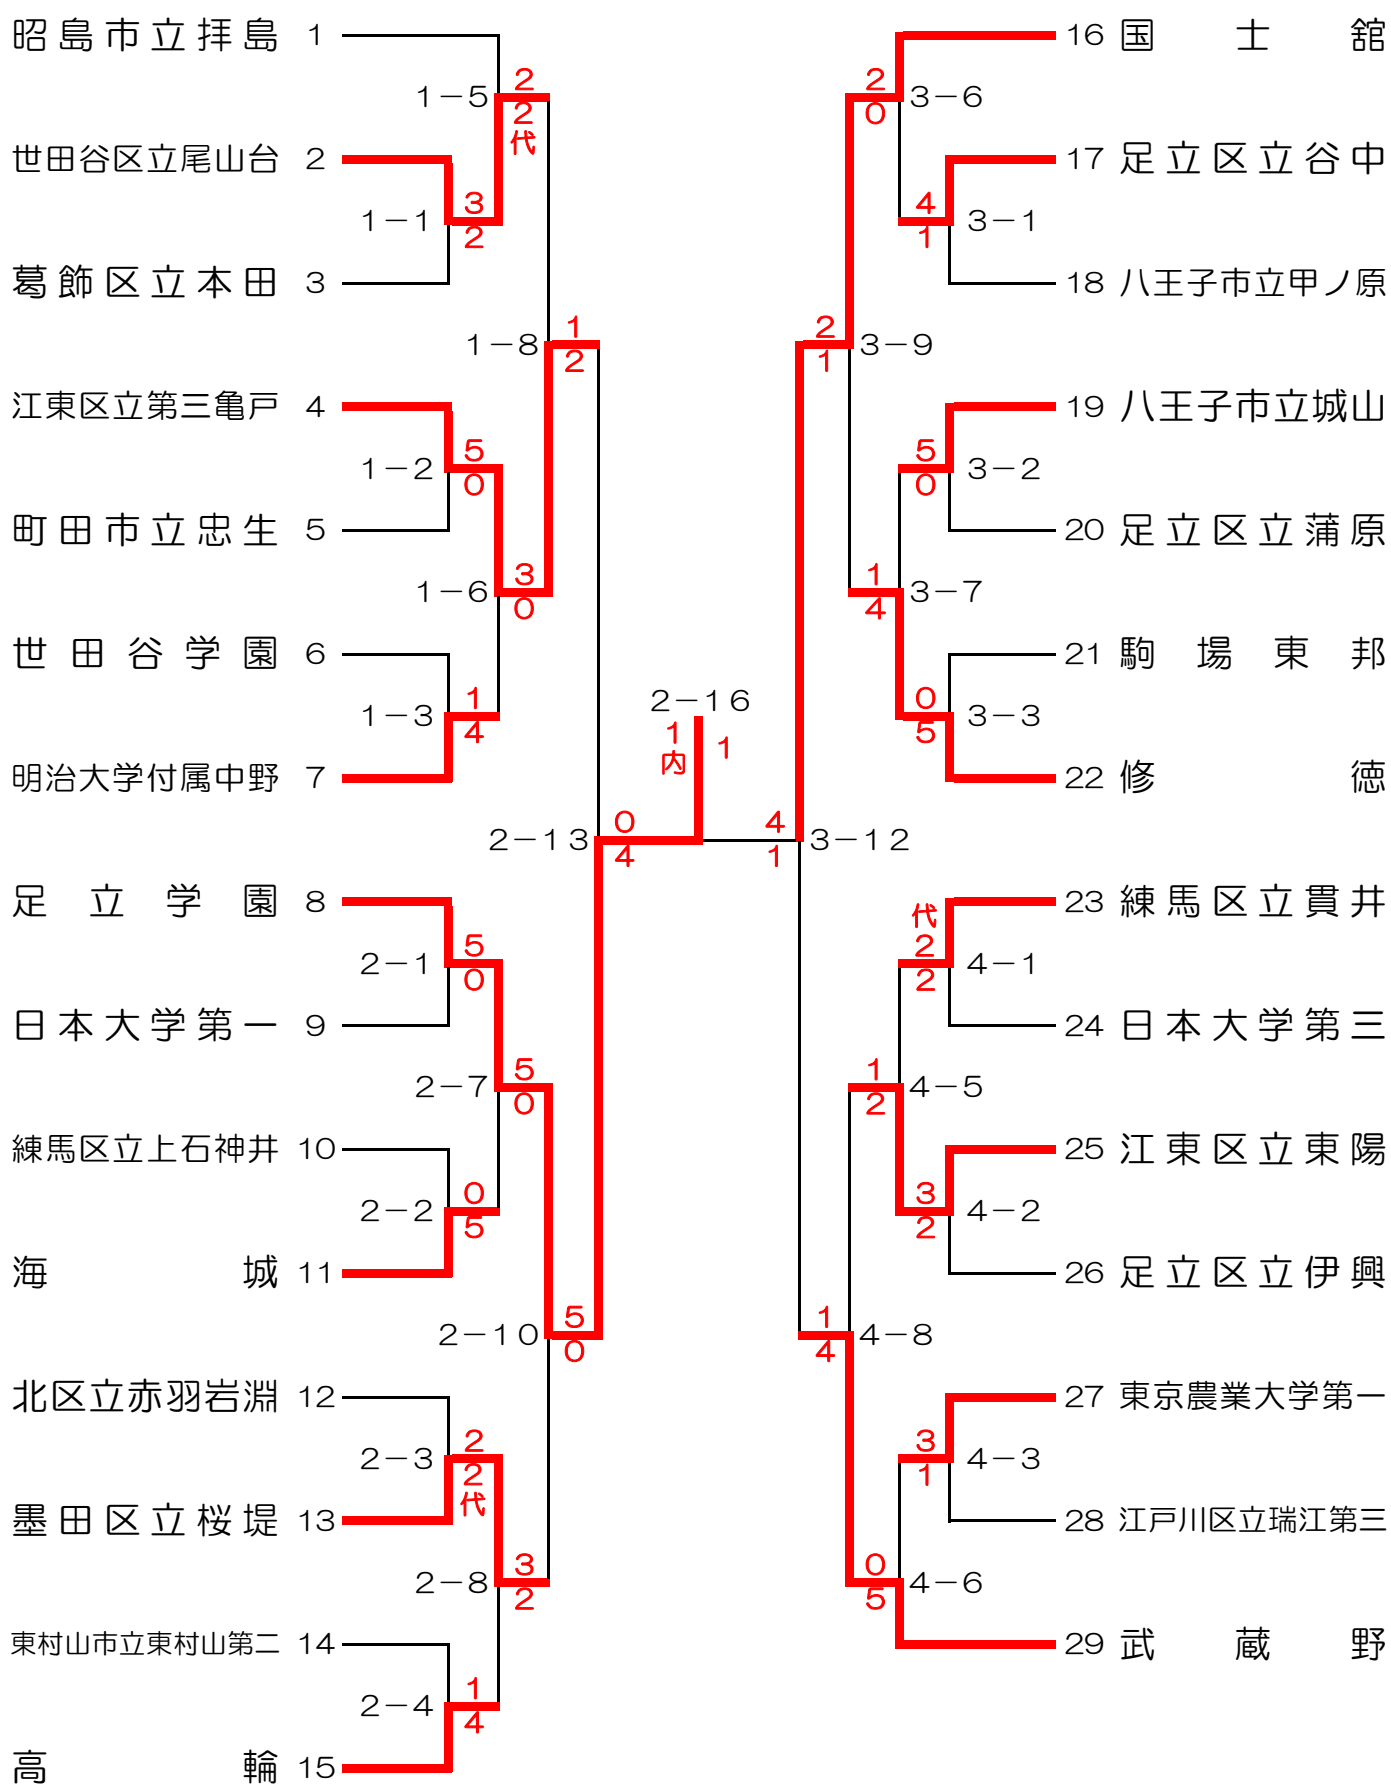 昭島市立拝島 1
1-5
2
2
代
世田谷区立尾山台 2
1-1
3
2
葛飾区立本田 3
1-8
1
2
江東区立第三亀戸 4
1-2
5
0
町田市立忠生 5
1-6
3
0
世田谷学園 6
1-3
1
4
明治大学付属中野 7
2-13
0
4
足立学園 8
2-1
5
0
日本大学第一 9
2-7
5
0
練馬区立上石神井 10
2-2
0
5
海城 11
2-10
5
0
北区立赤羽岩淵 12
2-3
2
2
代
墨田区立桜堤 13
2-8
3
2
東村山市立東村山第二 14
2-4
1
4
高輪 15
2-16
1 1
内
16 国士舘
2
0
3-6
17 足立区立谷中
4
1
3-1
18 八王子市立甲ノ原
2
1
3-9
19 八王子市立城山
5
0
3-2
20 足立区立蒲原
1
4
3-7
21 駒場東邦
0
5
3-3
22 修徳
4
1
3-12
23 練馬区立貫井
代
2
2
4-1
24 日本大学第三
1
2
4-5
25 江東区立東陽
3
2
4-2
26 足立区立伊興
1
4
4-8
27 東京農業大学第一
3
1
4-3
28 江戸川区立瑞江第三
0
5
4-6
29 武蔵野